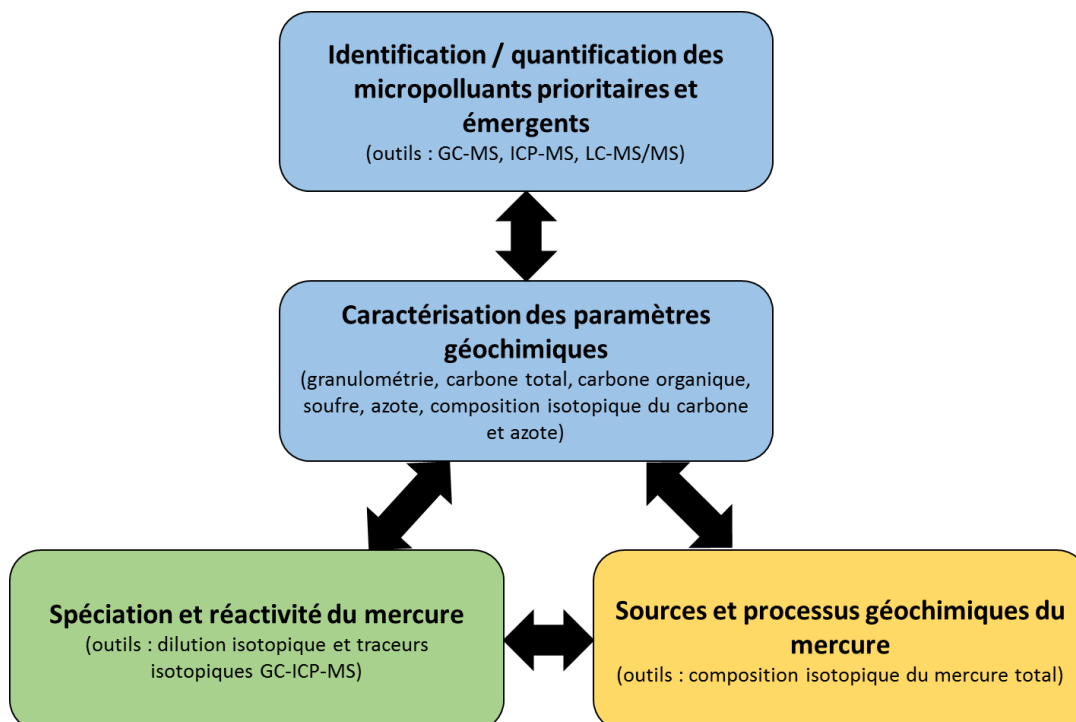 Identification / quantification des
micropolluants prioritaires et
émergents
(outils : GC-MS, ICP-MS, LC-MS/MS)
Caractérisation des paramètres
géochimiques
(granulométrie, carbone total, carbone organique,
soufre, azote, composition isotopique du carbone
et azote)
Spéciation et réactivité du mercure
(outils : dilution isotopique et traceurs
isotopiques GC-ICP-MS)
Sources et processus géochimiques du
mercure
(outils : composition isotopique du mercure total)